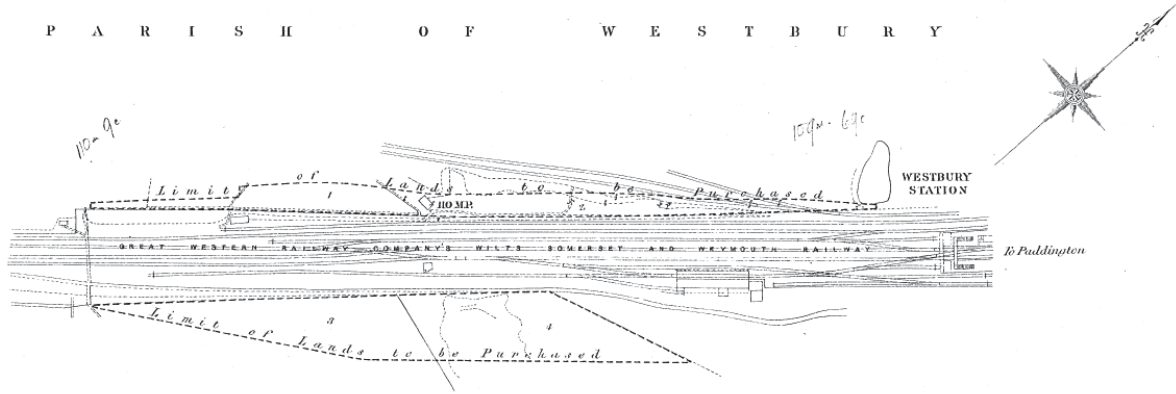 PARISH OF WESTBURY
110m 9c
109m - 69c
Limit of Lands to be Purchased
WESTBURY
STATION
1
110 M.P.
2
GREAT WESTERN RAILWAY COMPANY'S WILTS SOMERSET AND WEYMOUTH RAILWAY
To Paddington
3
4
Limit of Lands to be Purchased